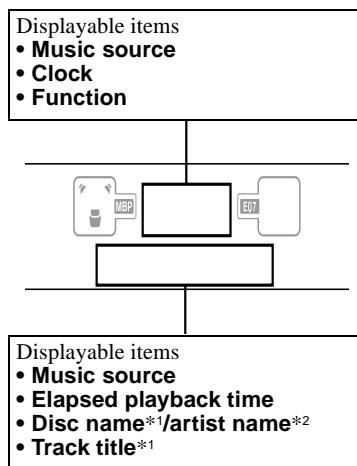 Displayable items
• Music source
• Clock
• Function
MBP
EQ7
Displayable items
• Music source
• Elapsed playback time
• Disc name*1/artist name*2
• Track title*1